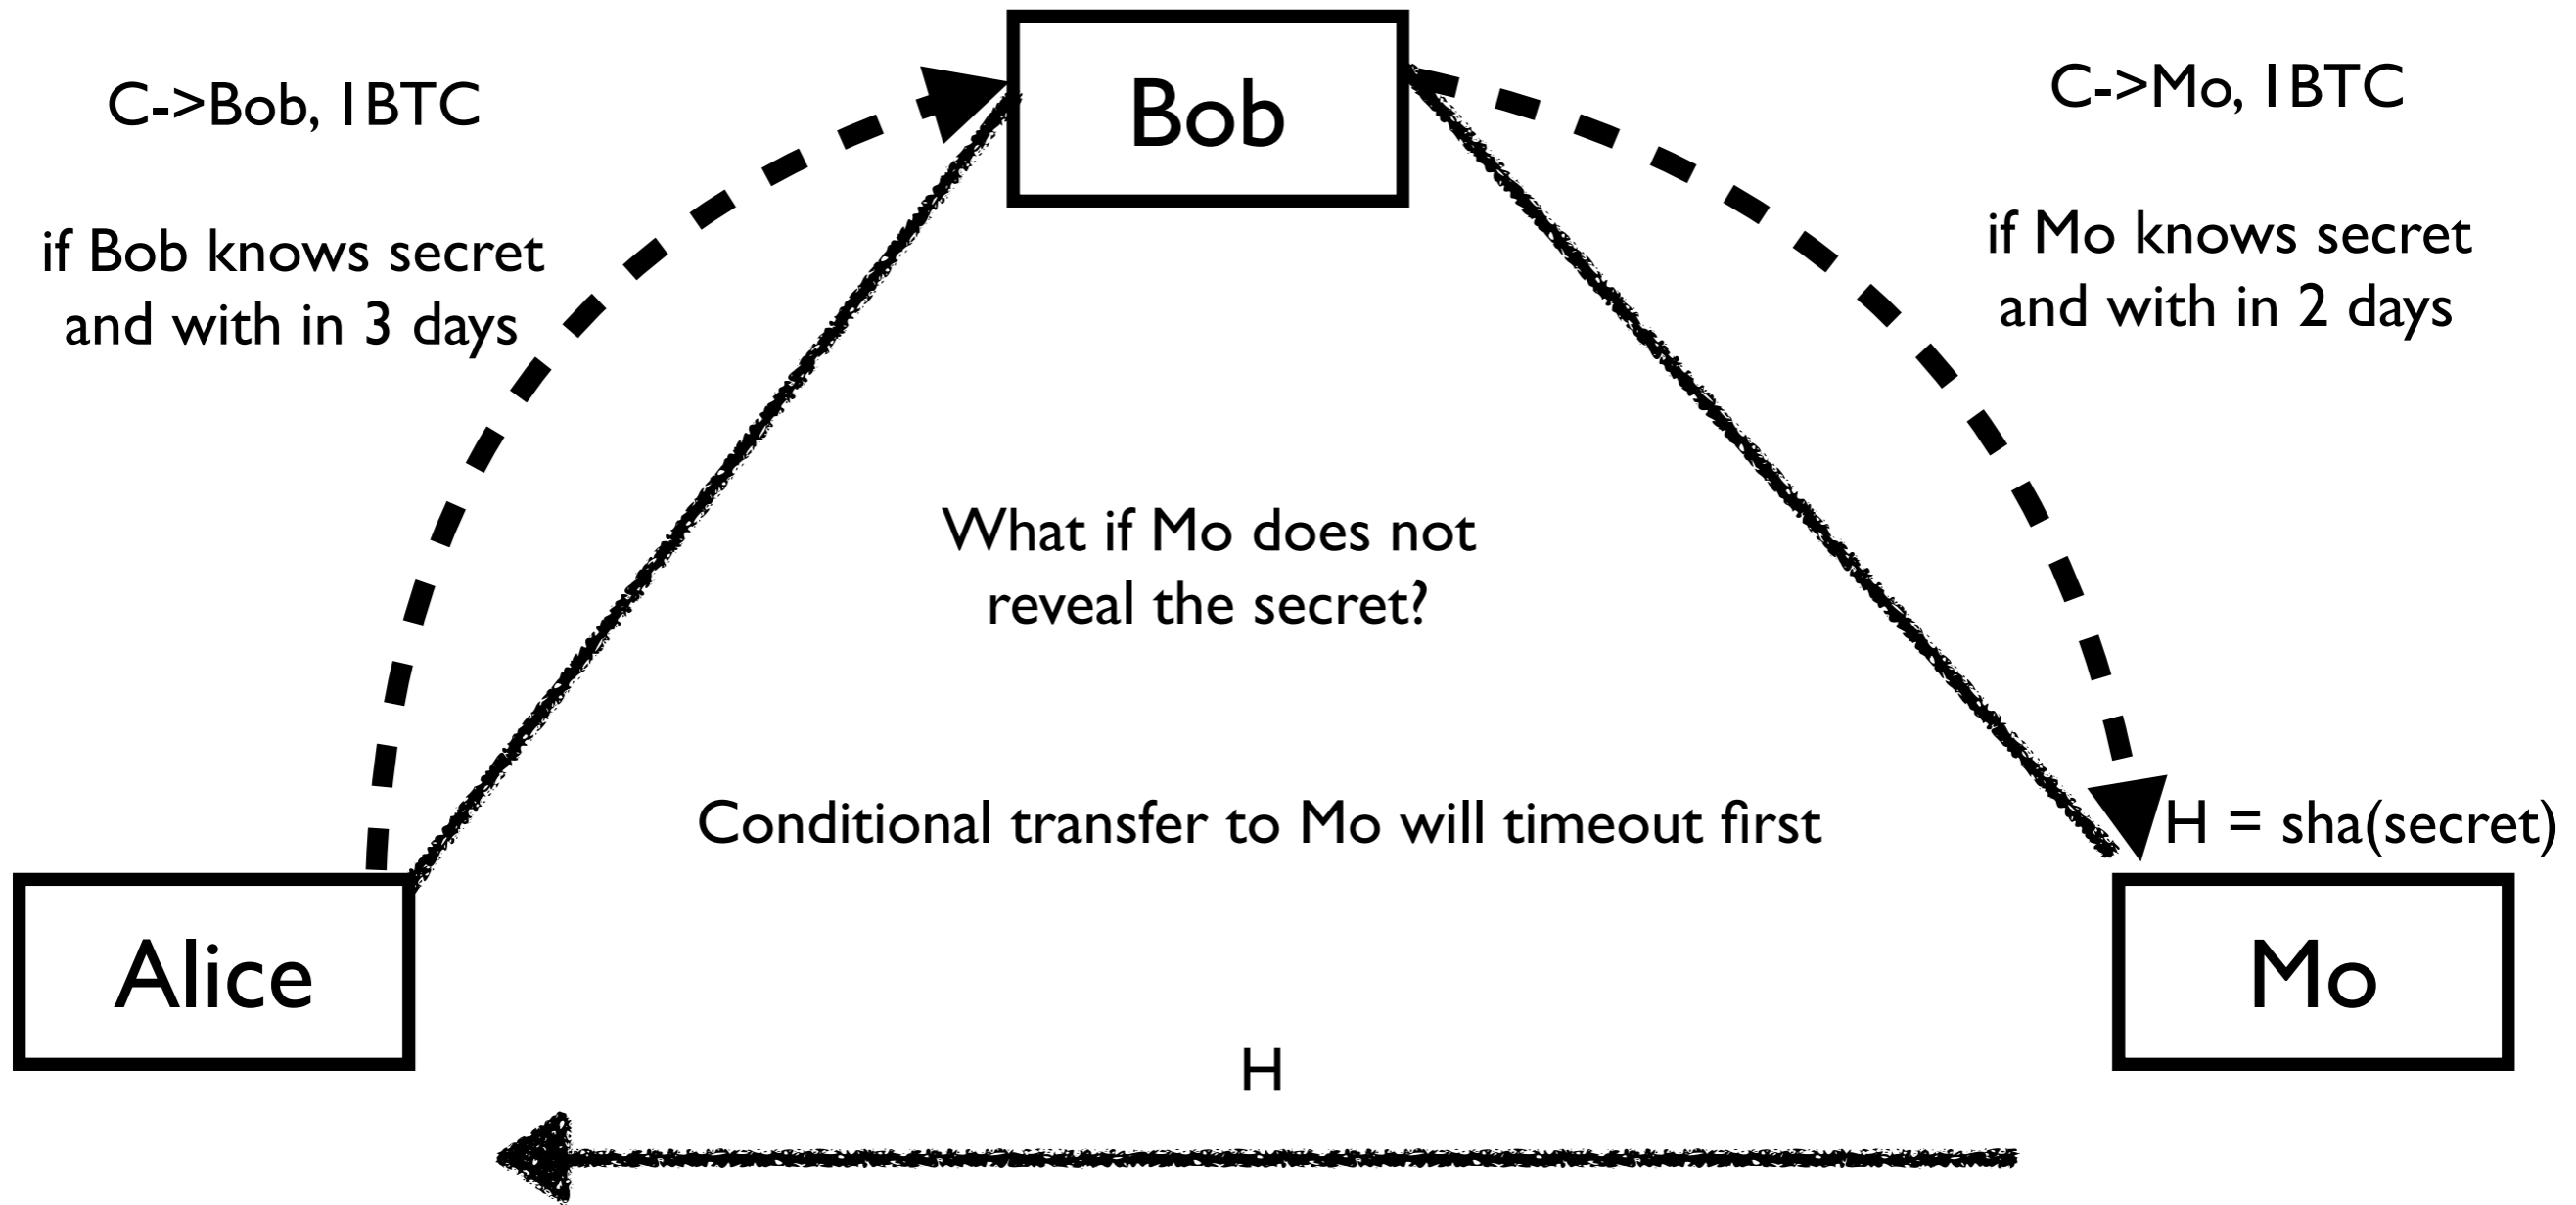 Bob
C->Bob, 1BTC
C->Mo, 1BTC
if Bob knows secret
and with in 3 days
if Mo knows secret
and with in 2 days
What if Mo does not
reveal the secret?
Conditional transfer to Mo will timeout first
H = sha(secret)
Alice
Mo
H